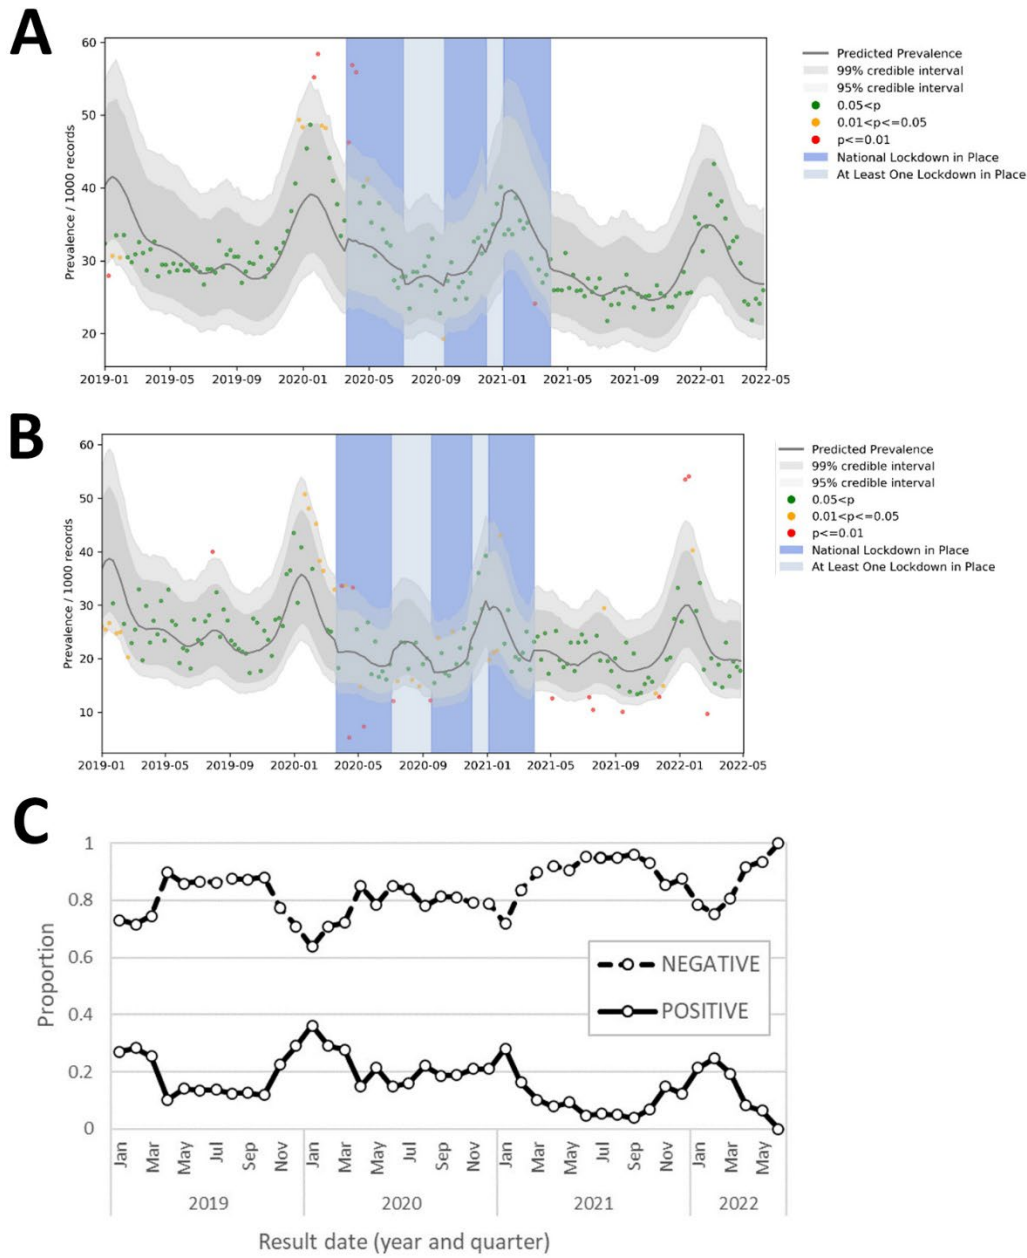 A
Prevalence / 1000 records
60
50
40
30
20
2019-01 2019-05 2019-09 2020-01 2020-05 2020-09 2021-01 2021-05 2021-09 2022-01 2022-05
Predicted Prevalence
99% credible interval
95% credible interval
0.05<p
0.01<p<=0.05
p<=0.01
National Lockdown in Place
At Least One Lockdown in Place
B
Prevalence / 1000 records
60
50
40
30
20
10
2019-01 2019-05 2019-09 2020-01 2020-05 2020-09 2021-01 2021-05 2021-09 2022-01 2022-05
Predicted Prevalence
99% credible interval
95% credible interval
0.05<p
0.01<p<=0.05
p<=0.01
National Lockdown in Place
At Least One Lockdown in Place
C
Proportion
1
0.8
0.6
0.4
0.2
0
NEGATIVE
POSITIVE
Jan Mar May Jul Sep Nov Jan Mar May Jul Sep Nov Jan Mar May Jul Sep Nov Jan Mar May
2019 2020 2021 2022
Result date (year and quarter)